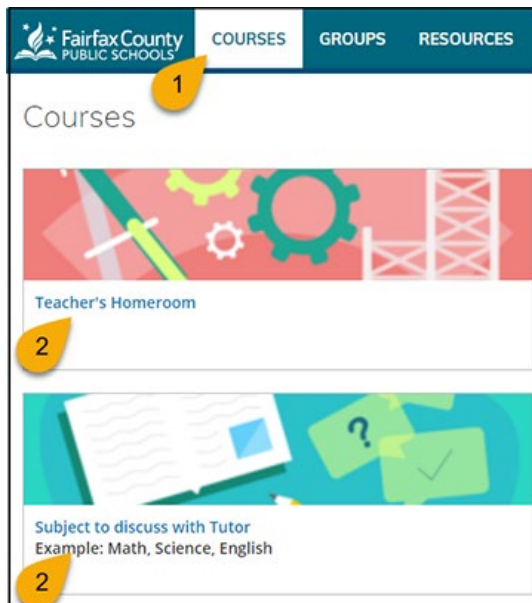 Fairfax County
PUBLIC SCHOOLS
COURSES GROUPS RESOURCES
1
Courses
Teacher's Homeroom
2
?
Subject to discuss with Tutor
Example: Math, Science, English
2